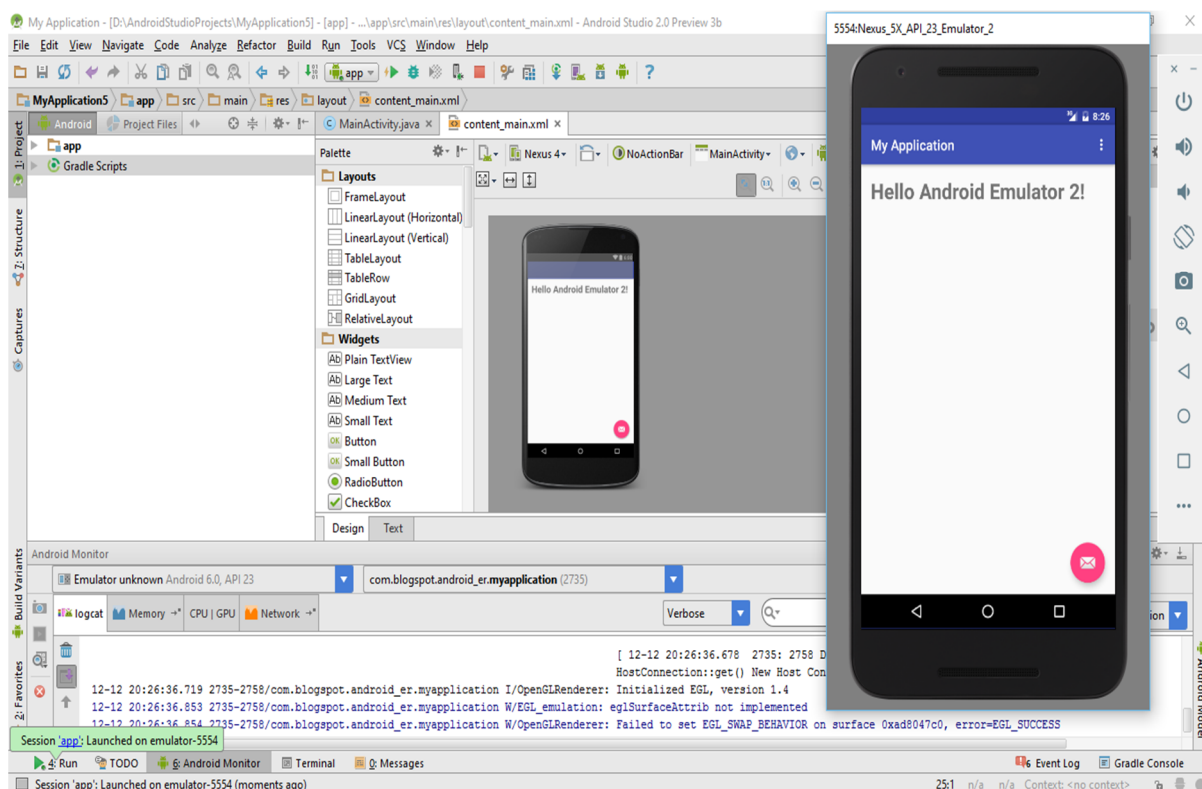 My Application - [D:\AndroidStudioProjects\MyApplication5] - [app] - ...\app\src\main\res\layout\content_main.xml - Android Studio 2.0 Preview 3b
File Edit View Navigate Code Analyze Refactor Build Run Tools VCS Window Help
app
MyApplication5 app src main res layout content_main.xml
Android Project Files
MainActivity.java content_main.xml
1: Project
app
Gradle Scripts
7: Structure
Captures
Palette
Nexus 4 NoActionBar MainActivity
Layouts
FrameLayout
LinearLayout (Horizontal)
LinearLayout (Vertical)
TableLayout
TableRow
GridLayout
RelativeLayout
Widgets
Ab Plain TextView
Ab Large Text
Ab Medium Text
Ab Small Text
OK Button
OK Small Button
RadioButton
CheckBox
Design Text
Hello Android Emulator 2!
5554:Nexus_5X_API_23_Emulator_2
8:26
My Application
Hello Android Emulator 2!
Build Variants
2: Favorites
Android Monitor
Emulator unknown Android 6.0, API 23
com.blogspot.android_er.myapplication (2735)
logcat Memory CPU | GPU Network
Verbose
ion
[ 12-12 20:26:36.678 2735: 2758 D
HostConnection::get() New Host Con
12-12 20:26:36.719 2735-2758/com.blogspot.android_er.myapplication I/OpenGLRenderer: Initialized EGL, version 1.4
12-12 20:26:36.853 2735-2758/com.blogspot.android_er.myapplication W/EGL_emulation: eglSurfaceAttrib not implemented
12-12 20:26:36.854 2735-2758/com.blogspot.android_er.myapplication W/OpenGLRenderer: Failed to set EGL_SWAP_BEHAVIOR on surface 0xad8047c0, error=EGL_SUCCESS
Session 'app': Launched on emulator-5554
4: Run TODO 6: Android Monitor Terminal 0: Messages
6 Event Log Gradle Console
Session 'app': Launched on emulator-5554 (moments ago)
25:1 n/a n/a Context: <no context>